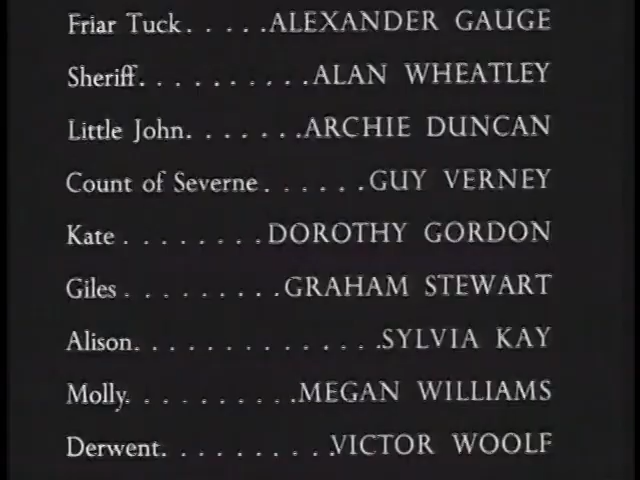 Friar Tuck . . . . . ALEXANDER GAUGE
Sheriff. . . . . . . . . . ALAN WHEATLEY
Little John. . . . . . . ARCHIE DUNCAN
Count of Severne . . . . . . GUY VERNEY
Kate . . . . . . . . DOROTHY GORDON
Giles . . . . . . . . . GRAHAM STEWART
Alison. . . . . . . . . . . . . . SYLVIA KAY
Molly. . . . . . . . . . MEGAN WILLIAMS
Derwent. . . . . . . . . . VICTOR WOOLF